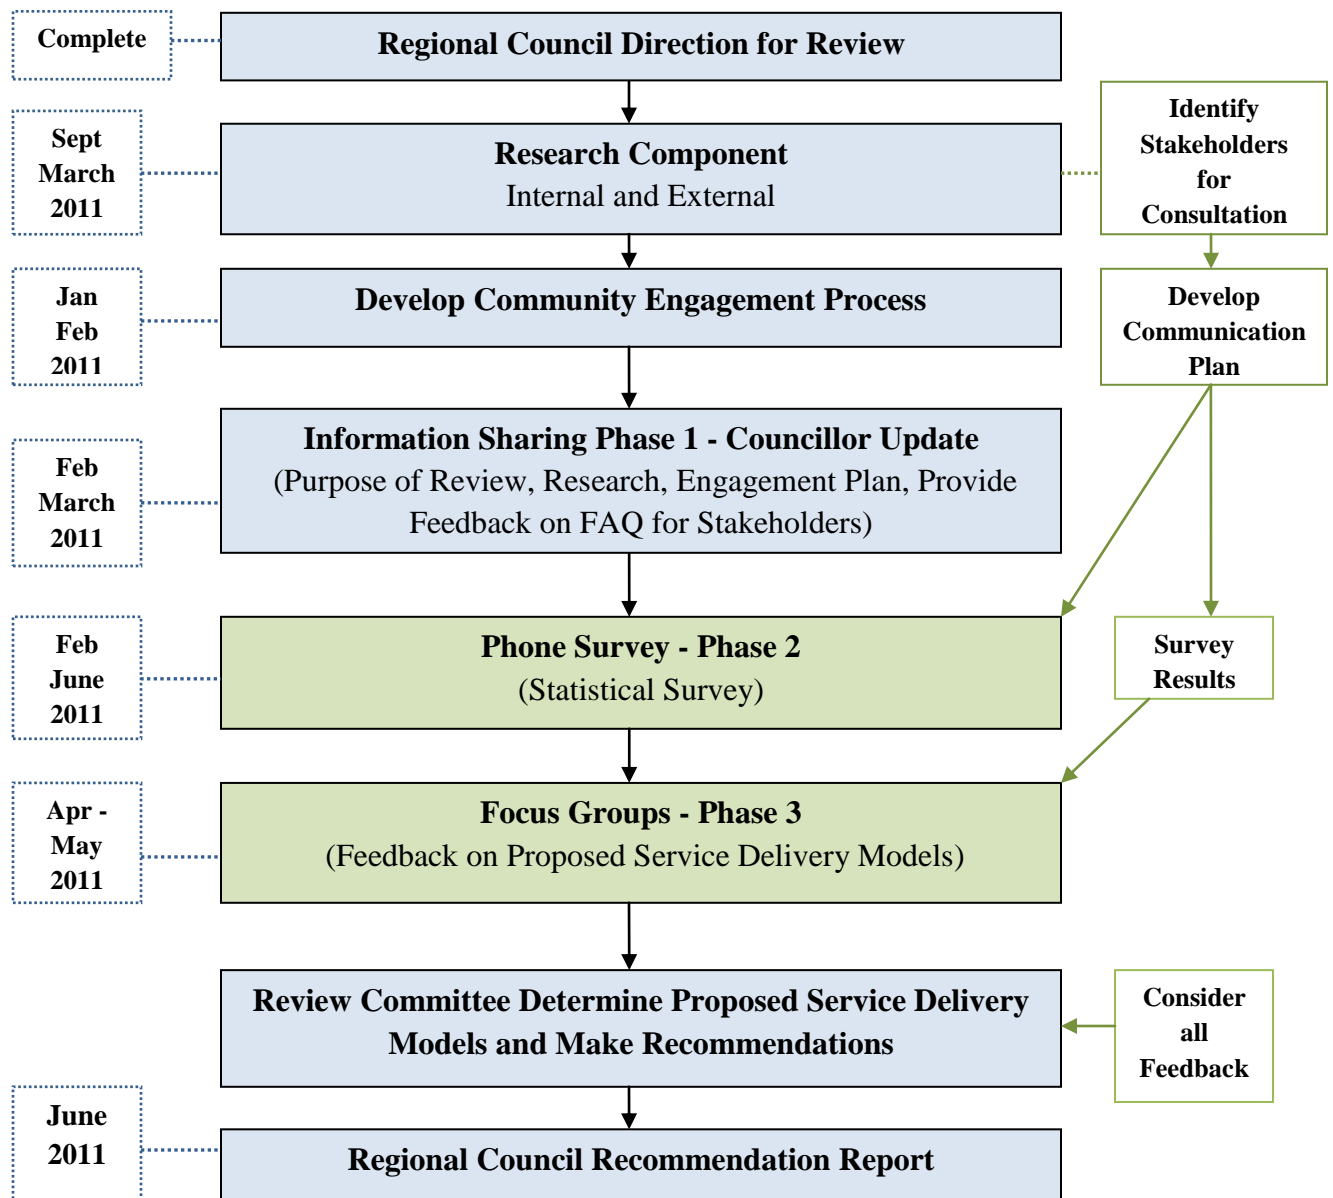 Complete
Regional Council Direction for Review
Sept
March
2011
Research Component
Internal and External
Identify
Stakeholders
for
Consultation
Jan
Feb
2011
Develop Community Engagement Process
Develop
Communication
Plan
Feb
March
2011
Information Sharing Phase 1 - Councillor Update
(Purpose of Review, Research, Engagement Plan, Provide
Feedback on FAQ for Stakeholders)
Feb
June
2011
Phone Survey - Phase 2
(Statistical Survey)
Survey
Results
Apr -
May
2011
Focus Groups - Phase 3
(Feedback on Proposed Service Delivery Models)
Review Committee Determine Proposed Service Delivery
Models and Make Recommendations
Consider
all
Feedback
June
2011
Regional Council Recommendation Report